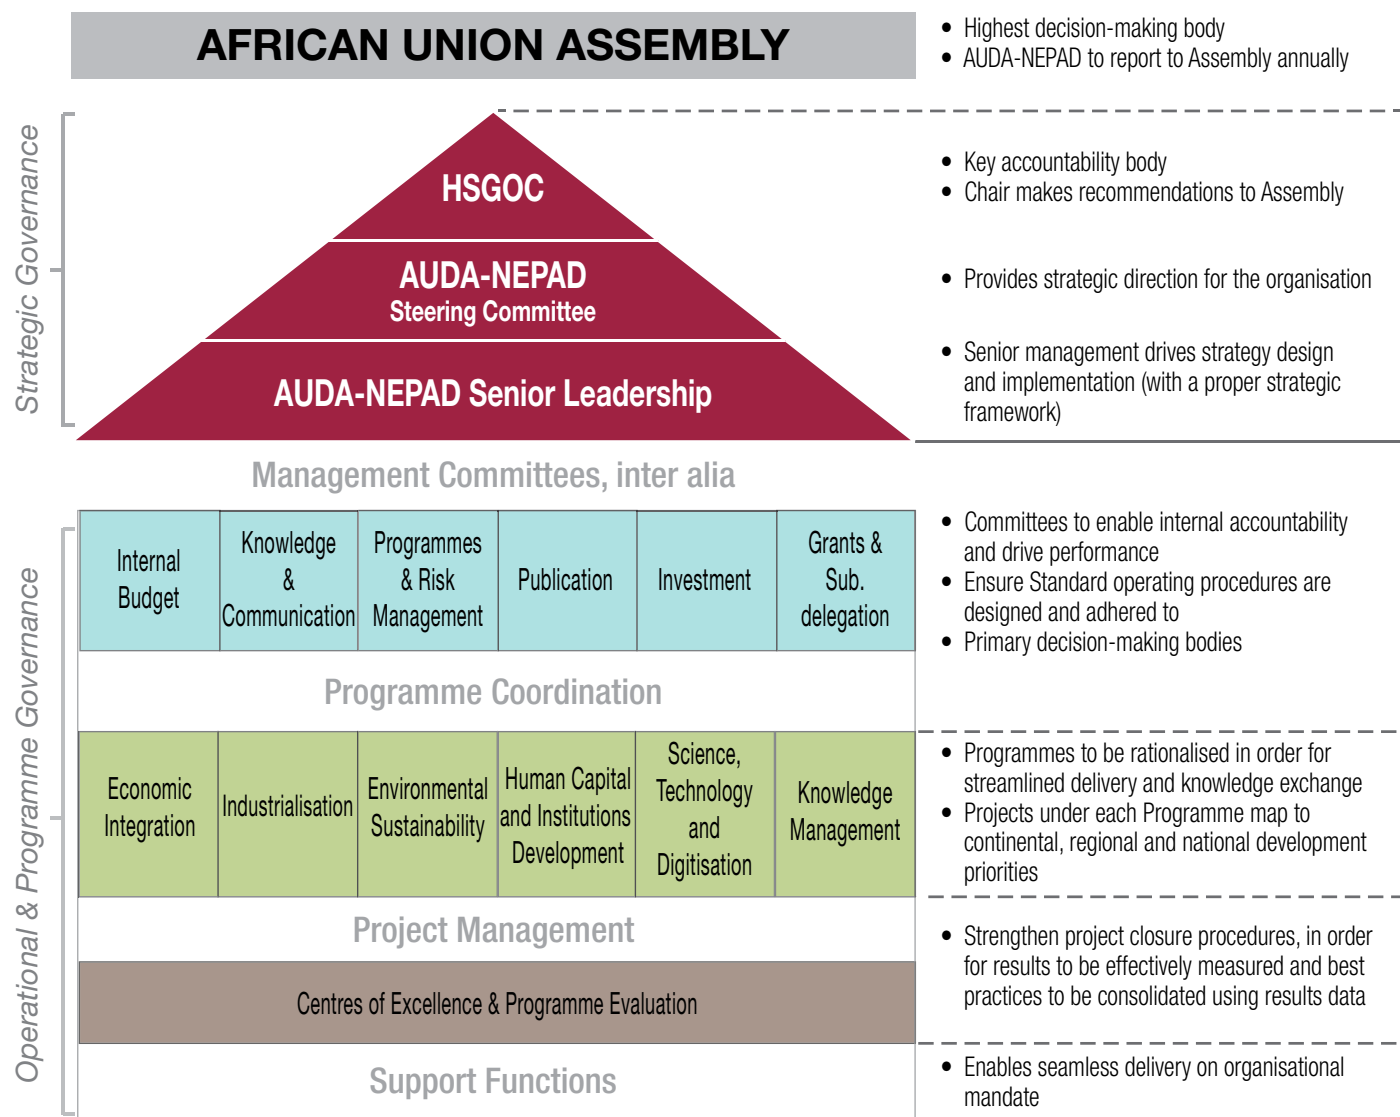 AFRICAN UNION ASSEMBLY
• Highest decision-making body
• AUDA-NEPAD to report to Assembly annually
Strategic Governance
HSGOC
• Key accountability body
• Chair makes recommendations to Assembly
AUDA-NEPAD
Steering Committee
• Provides strategic direction for the organisation
AUDA-NEPAD Senior Leadership
• Senior management drives strategy design
and implementation (with a proper strategic
framework)
Operational & Programme Governance
Management Committees, inter alia
Internal
Budget
Knowledge
&
Communication
Programmes
& Risk
Management
Publication
Investment
Grants &
Sub.
delegation
• Committees to enable internal accountability
and drive performance
• Ensure Standard operating procedures are
designed and adhered to
• Primary decision-making bodies
Programme Coordination
Economic
Integration
Industrialisation
Environmental
Sustainability
Human Capital
and Institutions
Development
Science,
Technology
and
Digitisation
Knowledge
Management
• Programmes to be rationalised in order for
streamlined delivery and knowledge exchange
• Projects under each Programme map to
continental, regional and national development
priorities
Project Management
Centres of Excellence & Programme Evaluation
• Strengthen project closure procedures, in order
for results to be effectively measured and best
practices to be consolidated using results data
Support Functions
• Enables seamless delivery on organisational
mandate